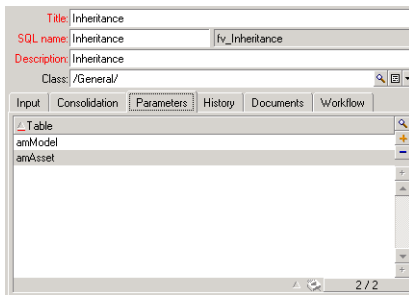 Title: Inheritance
SQL name: Inheritance fv_Inheritance
Description: Inheritance
Class: /General/
Input Consolidation Parameters History Documents Workflow
Table
amModel
amAsset
2 / 2